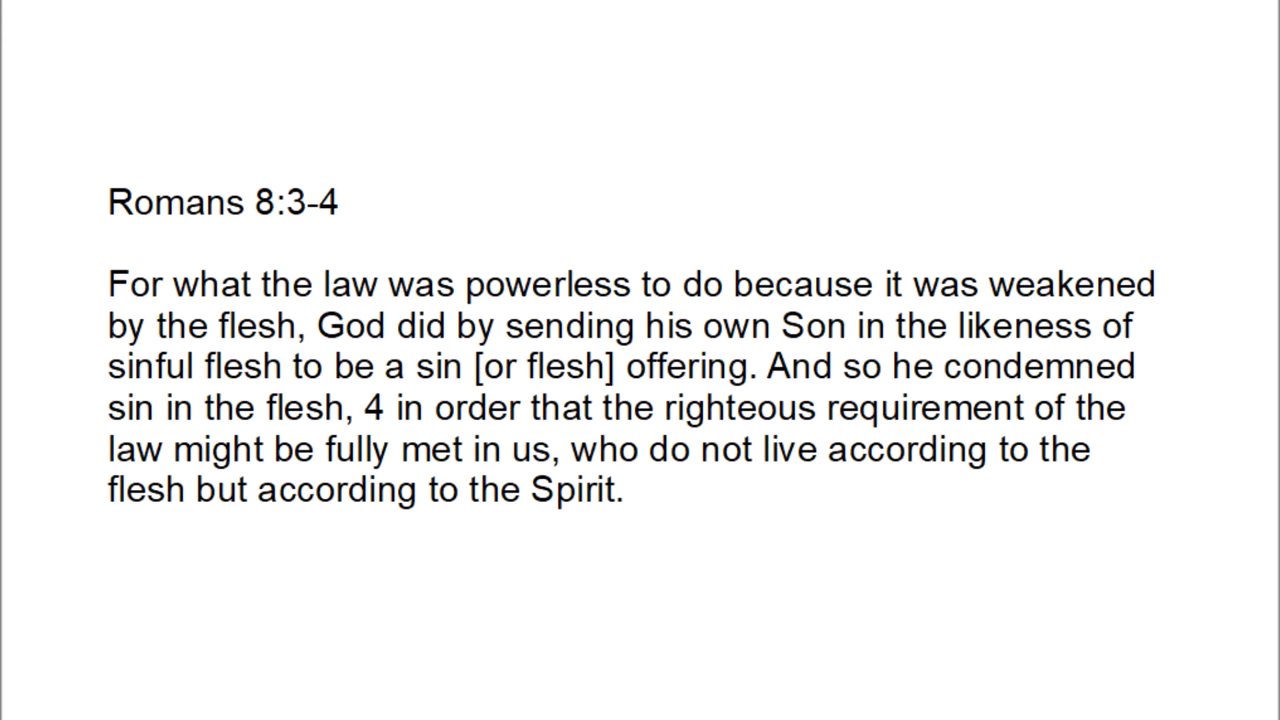 Romans 8:3-4
For what the law was powerless to do because it was weakened
by the flesh, God did by sending his own Son in the likeness of
sinful flesh to be a sin [or flesh] offering. And so he condemned
sin in the flesh, 4 in order that the righteous requirement of the
law might be fully met in us, who do not live according to the
flesh but according to the Spirit.